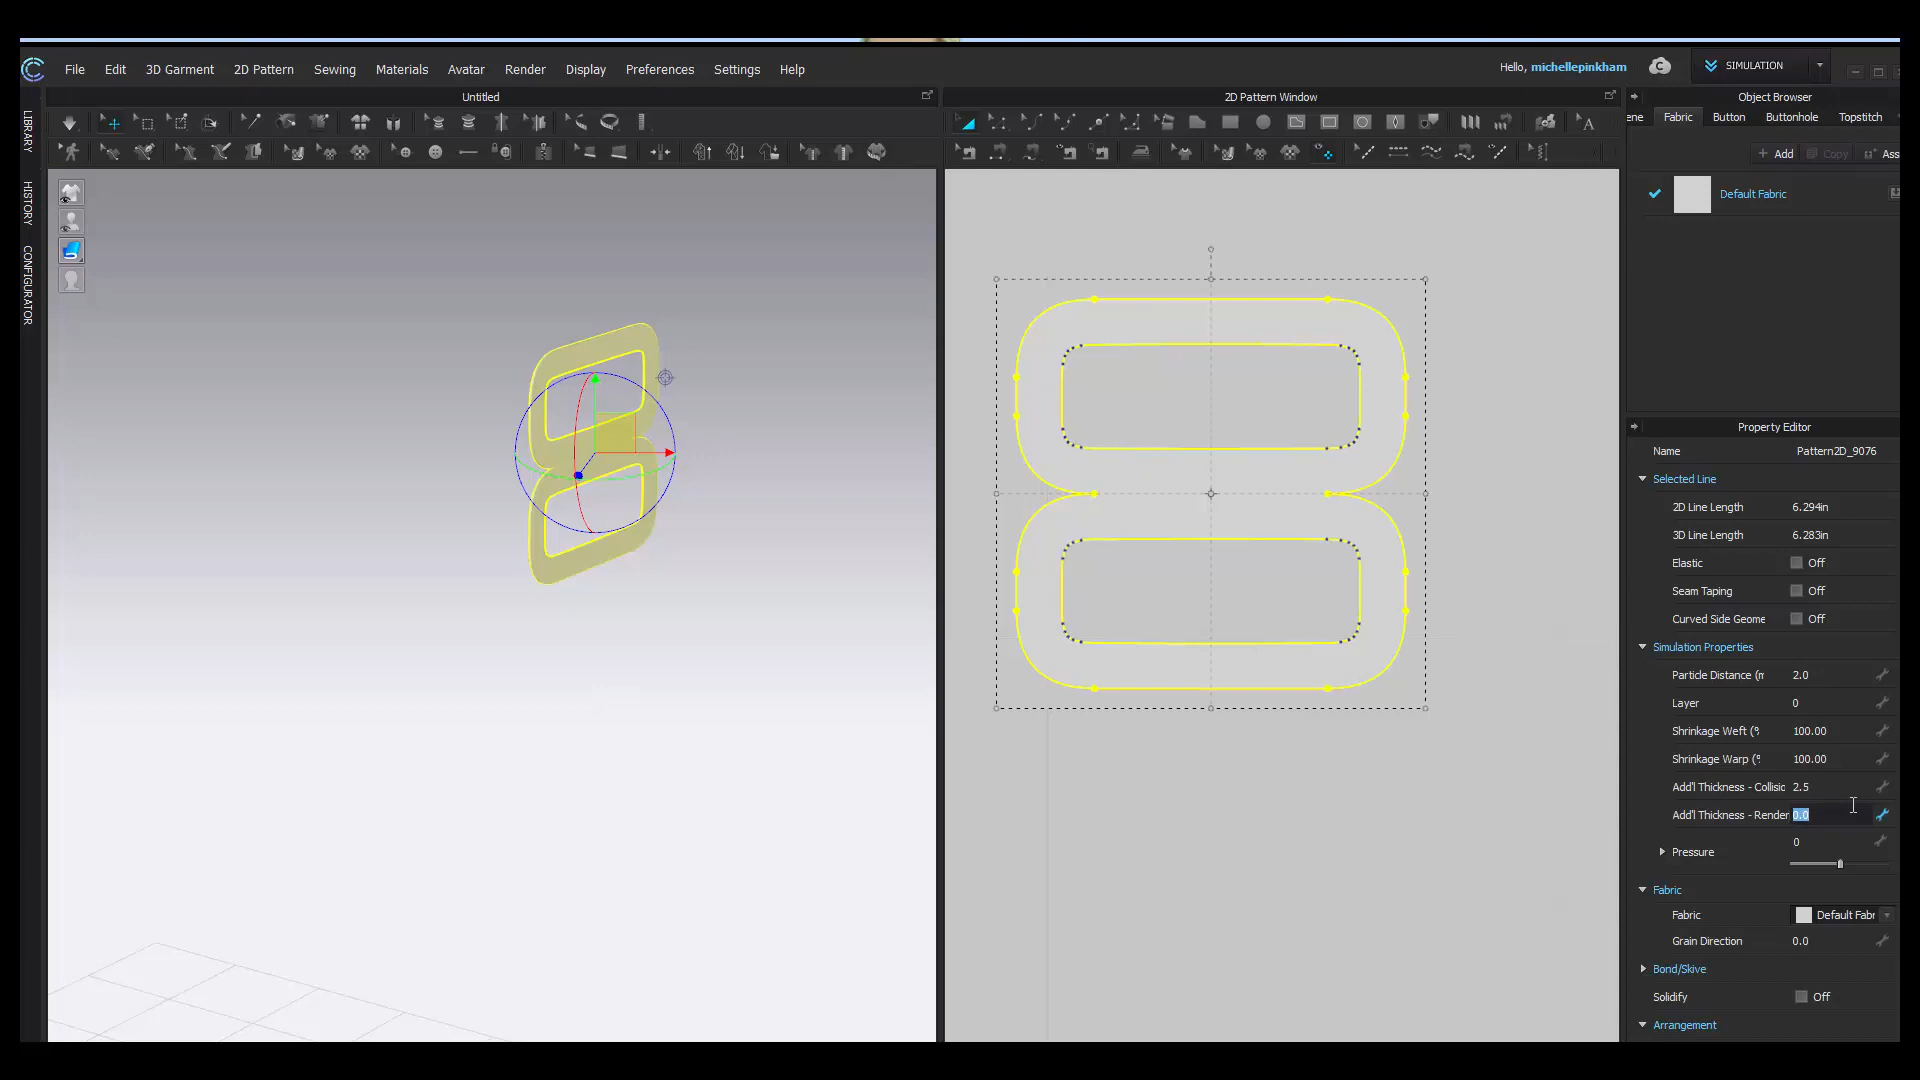 File Edit 3D Garment 2D Pattern Sewing Materials Avatar Render Display Preferences Settings Help
Hello, michellepinkham
SIMULATION
LIBRARY
HISTORY
CONFIGURATOR
Untitled
2D Pattern Window
Object Browser
ene Fabric Button Buttonhole Topstitch
+ Add Copy Ass
Default Fabric
Property Editor
Name Pattern2D_9076
Selected Line
2D Line Length 6.294in
3D Line Length 6.283in
Elastic Off
Seam Taping Off
Curved Side Geome Off
Simulation Properties
Particle Distance (m 2.0
Layer 0
Shrinkage Weft (% 100.00
Shrinkage Warp (% 100.00
Add'l Thickness - Collisio 2.5
Add'l Thickness - Render 0.0
Pressure 0
Fabric
Fabric Default Fabr
Grain Direction 0.0
Bond/Skive
Solidify Off
Arrangement